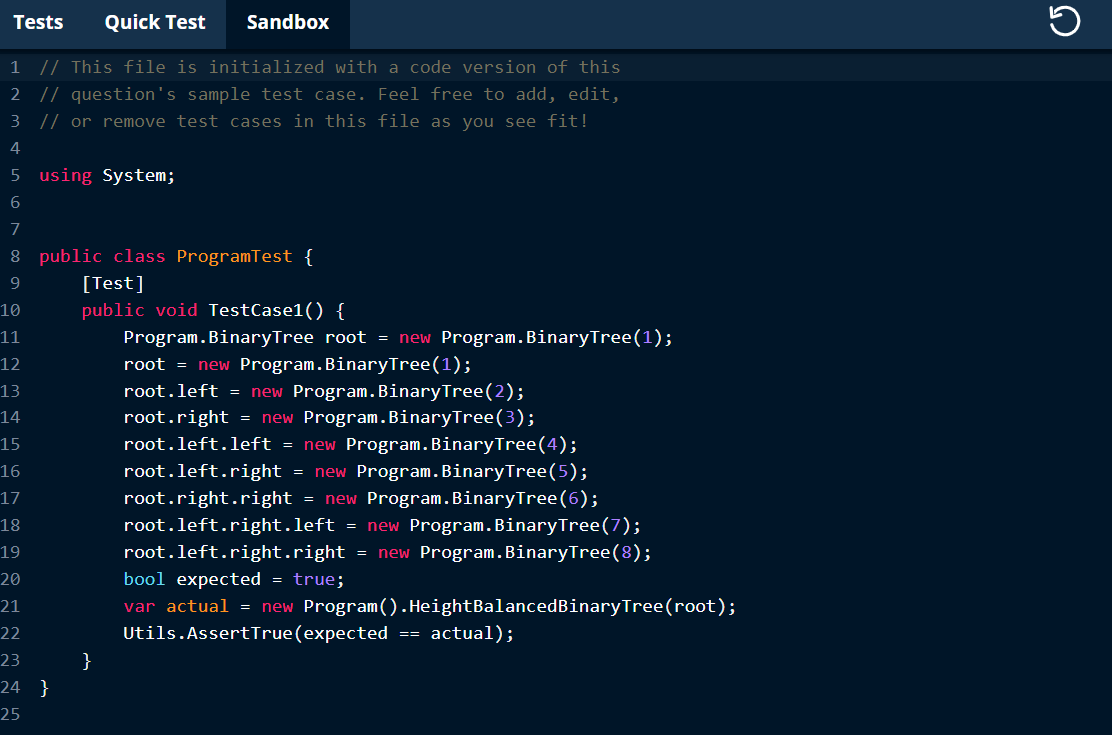 Tests Quick Test Sandbox
1 // This file is initialized with a code version of this
2 // question's sample test case. Feel free to add, edit,
3 // or remove test cases in this file as you see fit!
4
5 using System;
6
7
8 public class ProgramTest {
9     [Test]
10     public void TestCase1() {
11         Program.BinaryTree root = new Program.BinaryTree(1);
12         root = new Program.BinaryTree(1);
13         root.left = new Program.BinaryTree(2);
14         root.right = new Program.BinaryTree(3);
15         root.left.left = new Program.BinaryTree(4);
16         root.left.right = new Program.BinaryTree(5);
17         root.right.right = new Program.BinaryTree(6);
18         root.left.right.left = new Program.BinaryTree(7);
19         root.left.right.right = new Program.BinaryTree(8);
20         bool expected = true;
21         var actual = new Program().HeightBalancedBinaryTree(root);
22         Utils.AssertTrue(expected == actual);
23     }
24 }
25